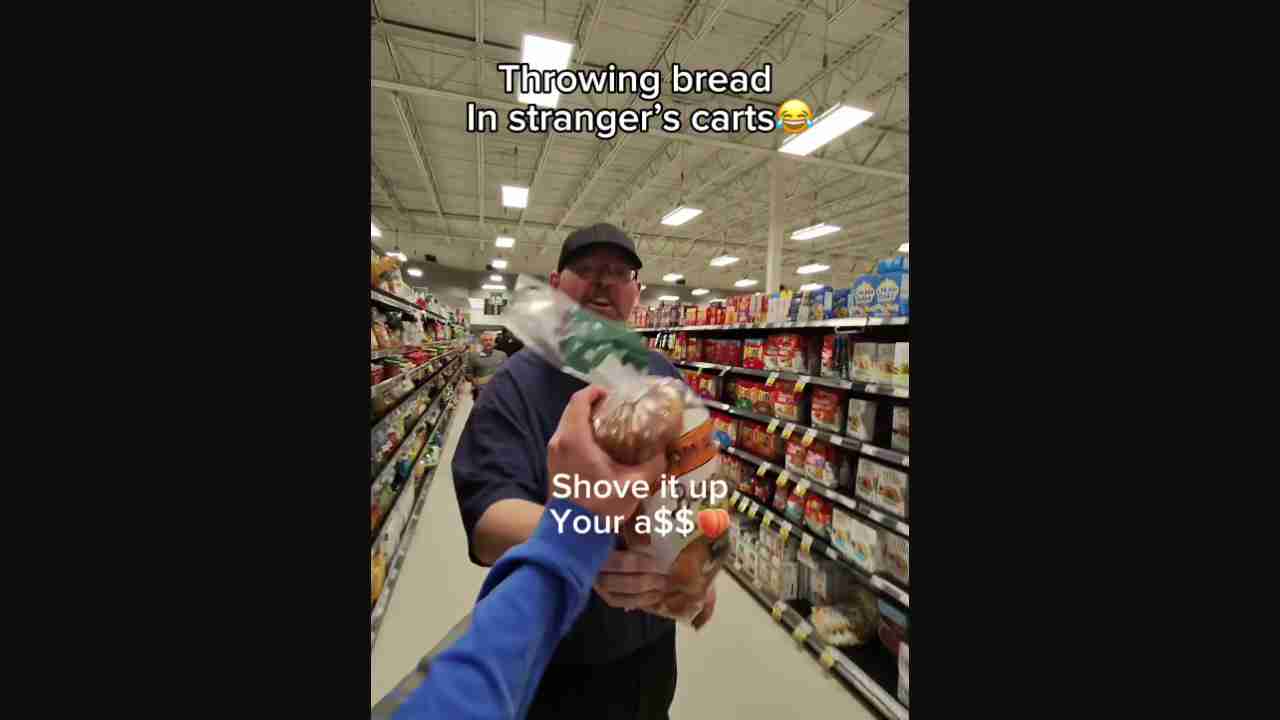 Throwing bread
In stranger's carts😂
Shove it up
Your a$$🍑